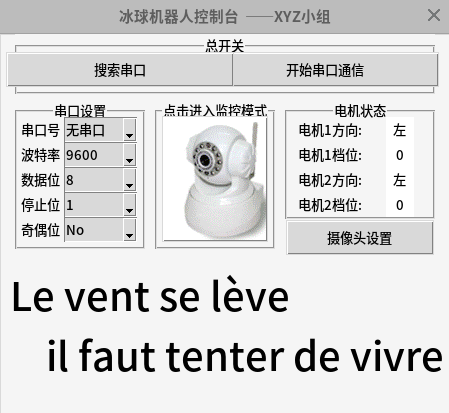 冰球机器人控制台 ——XYZ小组
总开关
搜索串口 开始串口通信
串口设置 点击进入监控模式 电机状态
串口号 无串口
波特率 9600
数据位 8
停止位 1
奇偶位 No
电机1方向: 左
电机1档位: 0
电机2方向: 左
电机2档位: 0
摄像头设置
Le vent se lève
il faut tenter de vivre